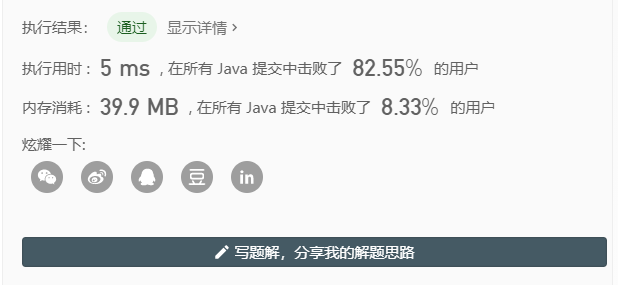 执行结果： 通过 显示详情 ›
执行用时： 5 ms ，在所有 Java 提交中击败了 82.55% 的用户
内存消耗： 39.9 MB ，在所有 Java 提交中击败了 8.33% 的用户
炫耀一下:
豆 in
写题解，分享我的解题思路